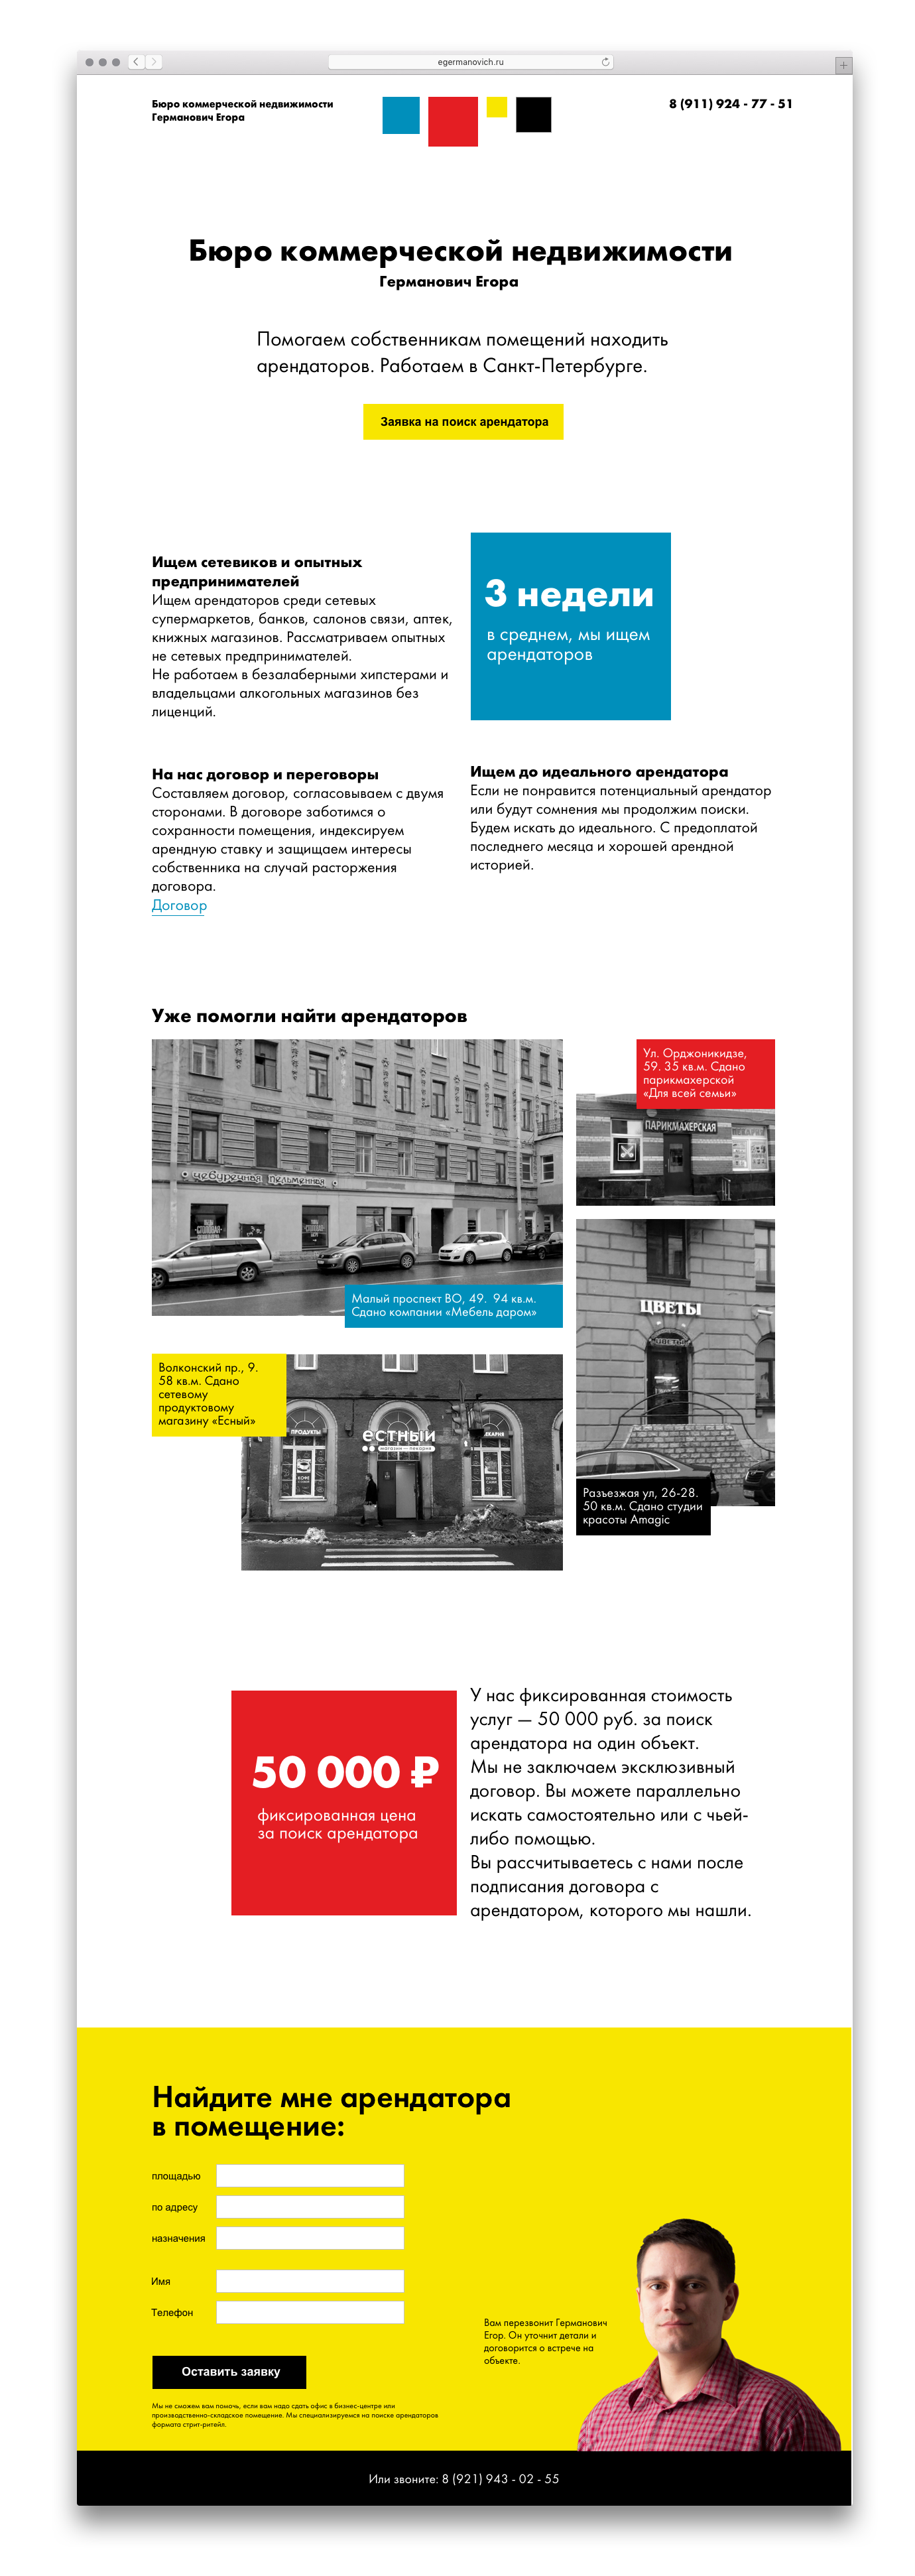 egermanovich.ru
Бюро коммерческой недвижимости
Германович Егора
8 (911) 924 - 77 - 51
Бюро коммерческой недвижимости
Германович Егора
Помогаем собственникам помещений находить
арендаторов. Работаем в Санкт-Петербурге.
Заявка на поиск арендатора
Ищем сетевиков и опытных
предпринимателей
Ищем арендаторов среди сетевых
супермаркетов, банков, салонов связи, аптек,
книжных магазинов. Рассматриваем опытных
не сетевых предпринимателей.
Не работаем в безалаберными хипстерами и
владельцами алкогольных магазинов без
лиценций.
3 недели
в среднем, мы ищем
арендаторов
На нас договор и переговоры
Составляем договор, согласовываем с двумя
сторонами. В договоре заботимся о
сохранности помещения, индексируем
арендную ставку и защищаем интересы
собственника на случай расторжения
договора.
Договор
Ищем до идеального арендатора
Если не понравится потенциальный арендатор
или будут сомнения мы продолжим поиски.
Будем искать до идеального. С предоплатой
последнего месяца и хорошей арендной
историей.
Уже помогли найти арендаторов
чебуречная пельменная
Малый проспект ВО, 49. 94 кв.м.
Сдано компании «Мебель даром»
Ул. Орджоникидзе,
59. 35 кв.м. Сдано
парикмахерской
«Для всей семьи»
ПАРИКМАХЕРСКАЯ
ЦВЕТЫ
Разъезжая ул, 26-28.
50 кв.м. Сдано студии
красоты Amagic
Волконский пр., 9.
58 кв.м. Сдано
сетевому
продуктовому
магазину «Есный»
ПРОДУКТЫ
естный
магазин — пекарня
50 000 ₽
фиксированная цена
за поиск арендатора
У нас фиксированная стоимость
услуг — 50 000 руб. за поиск
арендатора на один объект.
Мы не заключаем эксклюзивный
договор. Вы можете параллельно
искать самостоятельно или с чьей-
либо помощью.
Вы рассчитываетесь с нами после
подписания договора с
арендатором, которого мы нашли.
Найдите мне арендатора
в помещение:
площадью
по адресу
назначения
Имя
Телефон
Оставить заявку
Мы не сможем вам помочь, если вам надо сдать офис в бизнес-центре или
производственно-складское помещение. Мы специализируемся на поиске арендаторов
формата стрит-ритейл.
Вам перезвонит Германович
Егор. Он уточнит детали и
договорится о встрече на
объекте.
Или звоните: 8 (921) 943 - 02 - 55